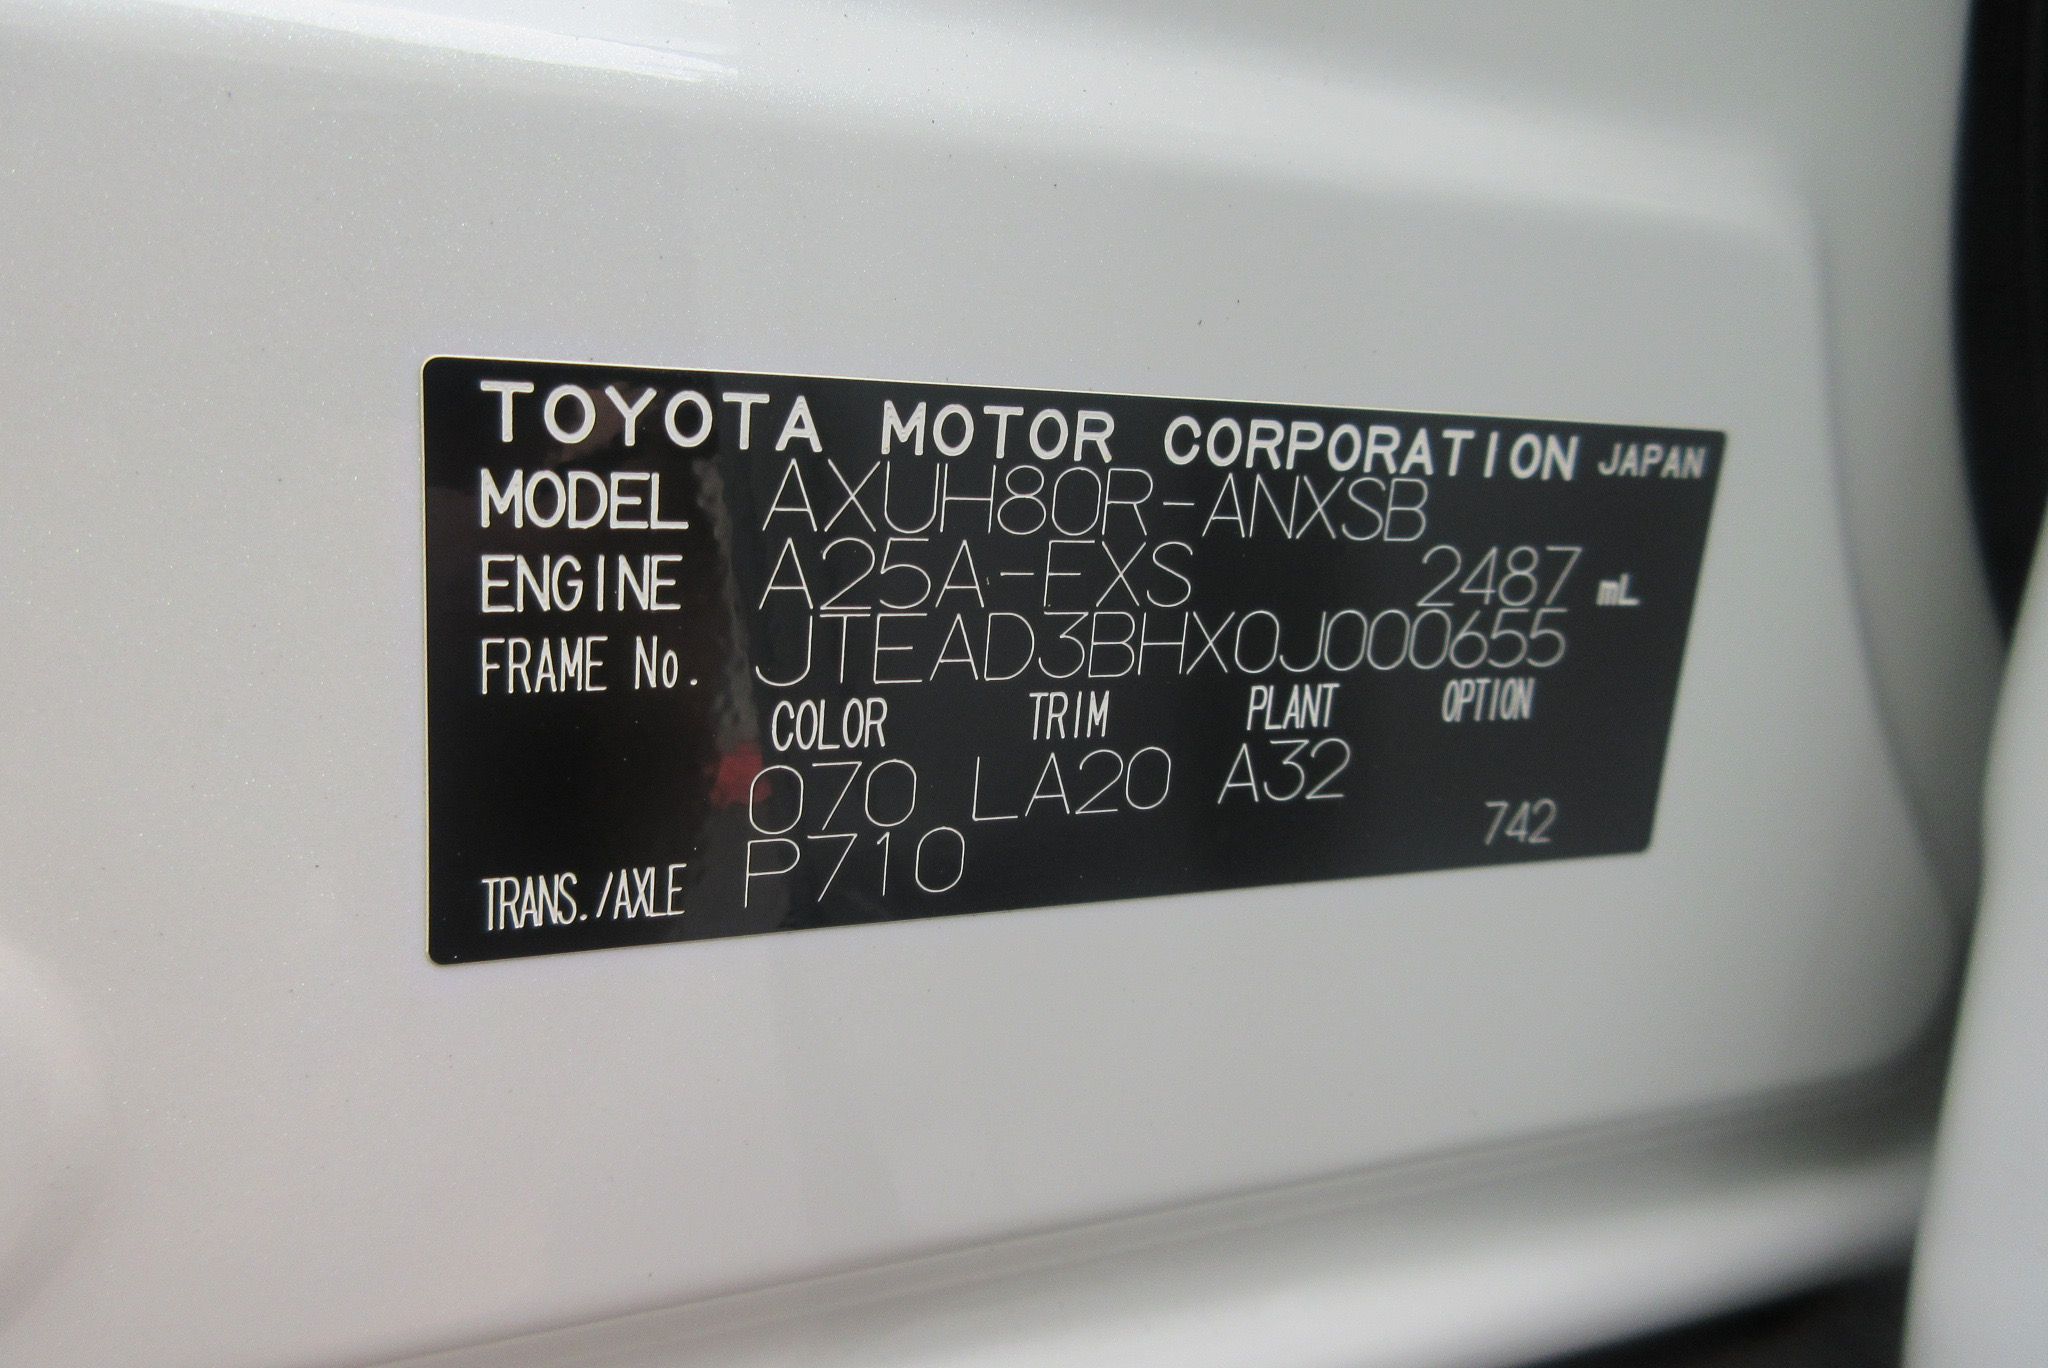 TOYOTA MOTOR CORPORATION JAPAN
MODEL AXUH80R-ANXSB
ENGINE A25A-FXS 2487 mL
FRAME No. JTEAD3BHX0J000655
COLOR TRIM PLANT OPTION
070 LA20 A32
TRANS./AXLE P710 742